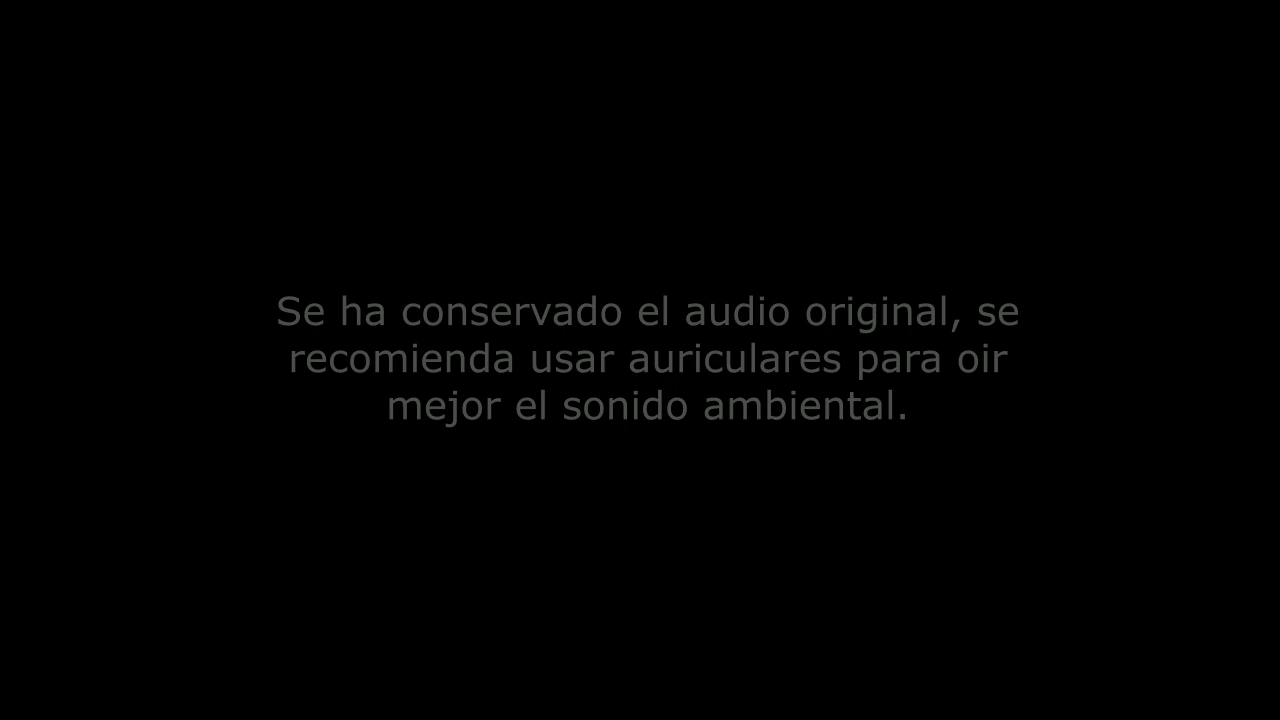 Se ha conservado el audio original, se
recomienda usar auriculares para oir
mejor el sonido ambiental.